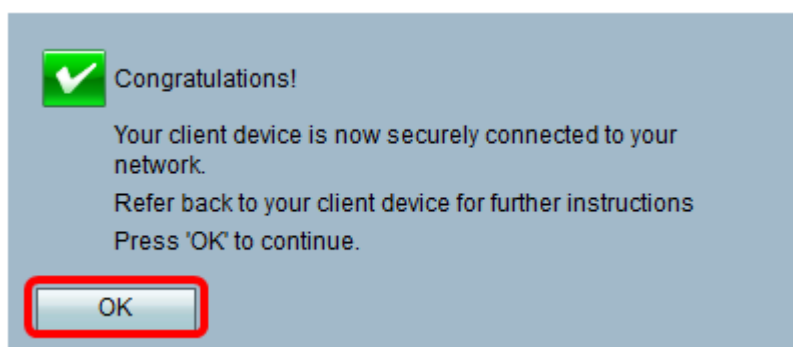 Congratulations!
Your client device is now securely connected to your
network.
Refer back to your client device for further instructions
Press 'OK' to continue.
OK